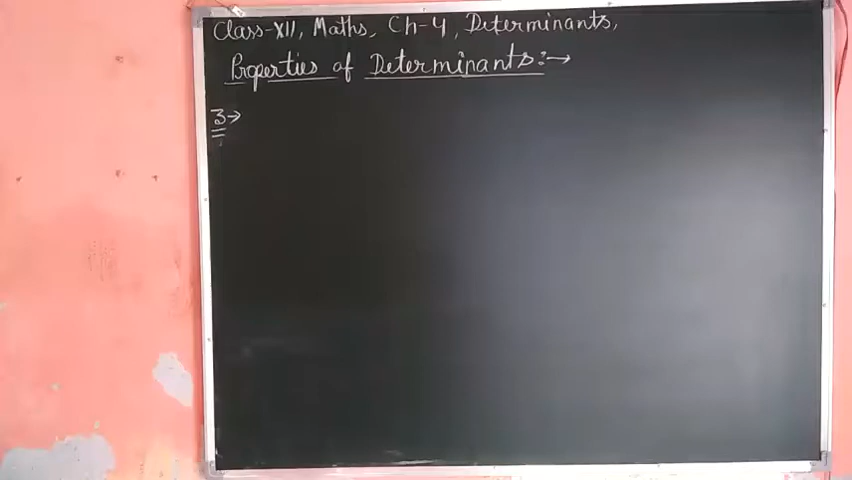 Class-XII, Maths, Ch-4, Determinants,
Properties of Determinants:→
3→